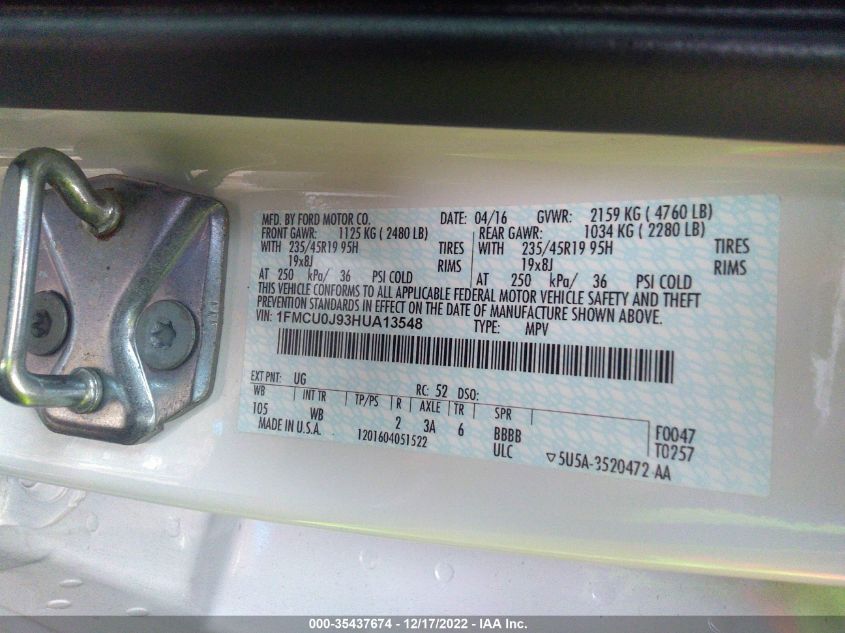 MFD. BY FORD MOTOR CO. DATE: 04/16 GVWR: 2159 KG ( 4760 LB)
FRONT GAWR: 1125 KG ( 2480 LB) REAR GAWR: 1034 KG ( 2280 LB)
WITH 235/45R19 95H TIRES WITH 235/45R19 95H TIRES
19x8J RIMS 19x8J RIMS
AT 250 kPa/ 36 PSI COLD AT 250 kPa/ 36 PSI COLD
THIS VEHICLE CONFORMS TO ALL APPLICABLE FEDERAL MOTOR VEHICLE SAFETY AND THEFT
PREVENTION STANDARDS IN EFFECT ON THE DATE OF MANUFACTURE SHOWN ABOVE.
VIN: 1FMCU0J93HUA13548 TYPE: MPV
EXT PNT: UG RC: 52 DSO:
WB INT TR TP/PS R AXLE TR SPR
105 WB 2 3A 6 BBBB F0047
MADE IN U.S.A. 1201604051522 ULC T0257
▽5U5A-3520472 AA
000-35437674 - 12/17/2022 - IAA Inc.